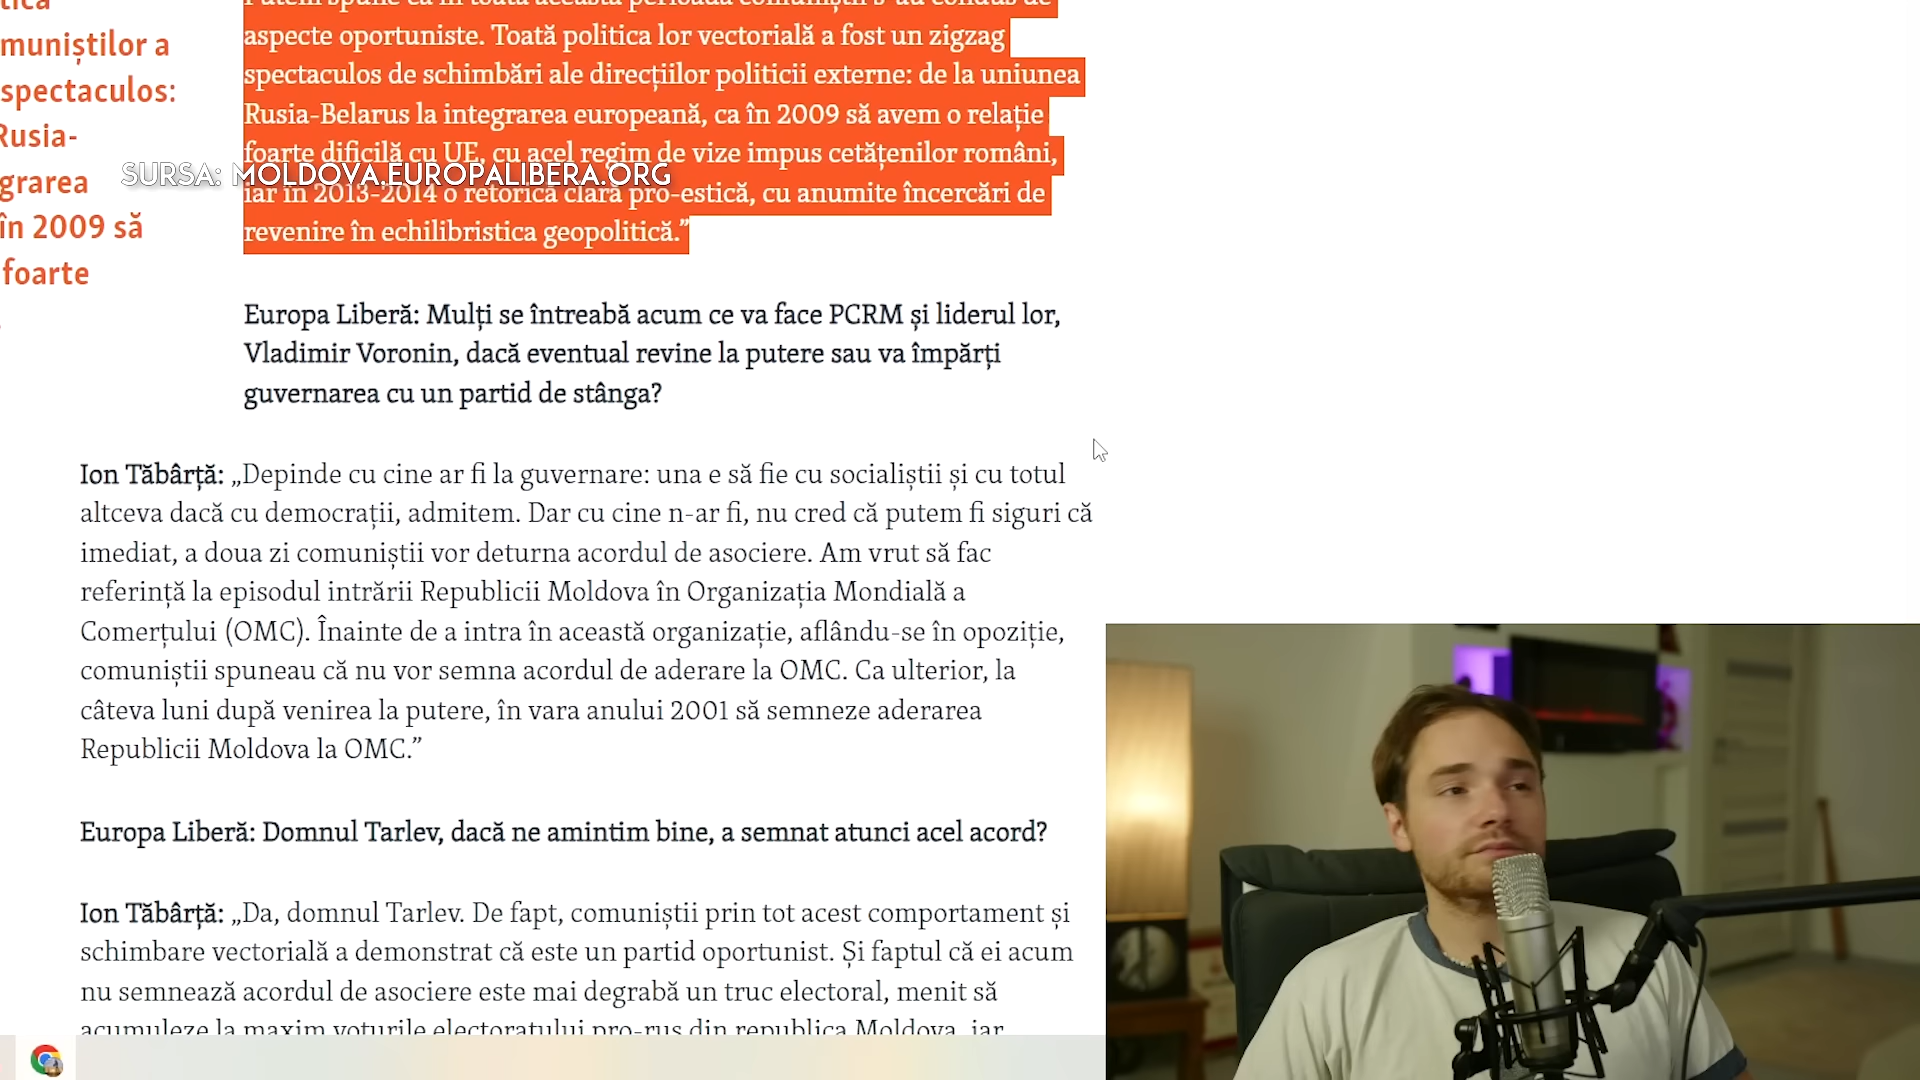 muniștilor a
spectaculos:
Rusia-
grarea
în 2009 să
foarte
Putem spune că în toată această perioadă comuniștii s-au condus de
aspecte oportuniste. Toată politica lor vectorială a fost un zigzag
spectaculos de schimbări ale direcțiilor politicii externe: de la uniunea
Rusia-Belarus la integrarea europeană, ca în 2009 să avem o relație
foarte dificilă cu UE, cu acel regim de vize impus cetățenilor români,
iar în 2013-2014 o retorică clară pro-estică, cu anumite încercări de
revenire în echilibristica geopolitică.”
SURSA: MOLDOVA.EUROPALIBERA.ORG
Europa Liberă: Mulți se întreabă acum ce va face PCRM și liderul lor,
Vladimir Voronin, dacă eventual revine la putere sau va împărți
guvernarea cu un partid de stânga?
Ion Tăbârță: „Depinde cu cine ar fi la guvernare: una e să fie cu socialiștii și cu totul
altceva dacă cu democrații, admitem. Dar cu cine n-ar fi, nu cred că putem fi siguri că
imediat, a doua zi comuniștii vor deturna acordul de asociere. Am vrut să fac
referință la episodul intrării Republicii Moldova în Organizația Mondială a
Comerțului (OMC). Înainte de a intra în această organizație, aflându-se în opoziție,
comuniștii spuneau că nu vor semna acordul de aderare la OMC. Ca ulterior, la
câteva luni după venirea la putere, în vara anului 2001 să semneze aderarea
Republicii Moldova la OMC.”
Europa Liberă: Domnul Tarlev, dacă ne amintim bine, a semnat atunci acel acord?
Ion Tăbârță: „Da, domnul Tarlev. De fapt, comuniștii prin tot acest comportament și
schimbare vectorială a demonstrat că este un partid oportunist. Și faptul că ei acum
nu semnează acordul de asociere este mai degrabă un truc electoral, menit să
acumuleze la maxim voturile electoratului pro-rus din republica Moldova, iar